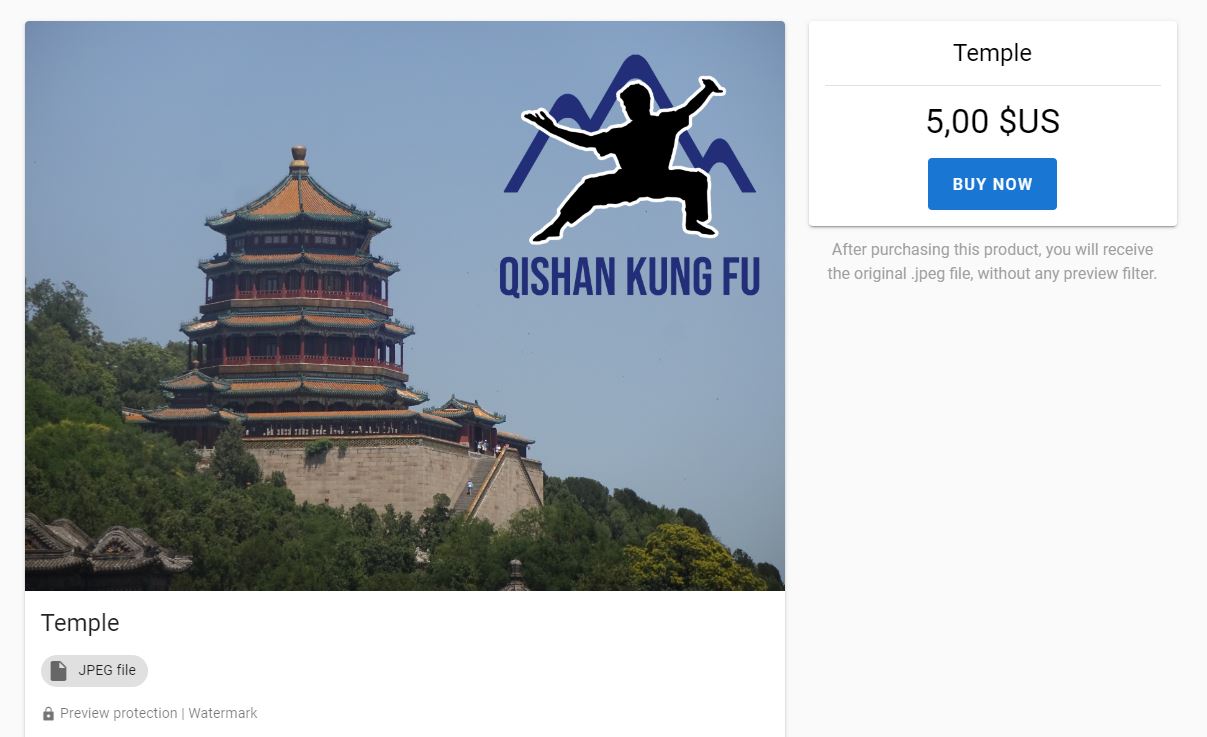 QISHAN KUNG FU
Temple
JPEG file
Preview protection | Watermark
Temple
5,00 $US
BUY NOW
After purchasing this product, you will receive
the original .jpeg file, without any preview filter.